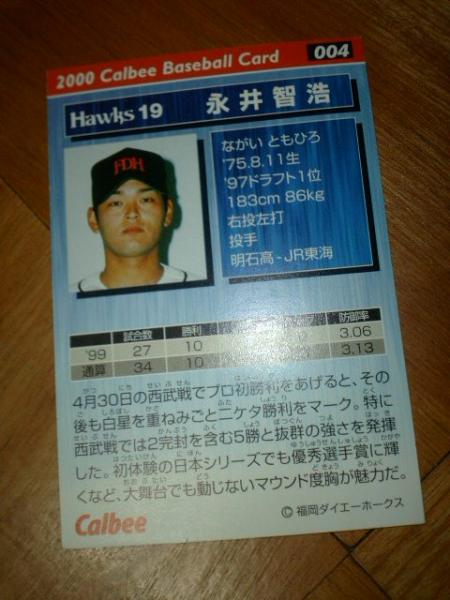 2000 Calbee Baseball Card 004
Hawks 19 永井智浩
ながい ともひろ
'75.8.11生
'97ドラフト1位
183cm 86kg
右投左打
投手
明石高-JR東海
試合数 勝利 防御率
'99 27 10 3.06
通算 34 10 3.13
4月30日の西武戦でプロ初勝利をあげると、その
後も白星を重ねみごと二ケタ勝利をマーク。特に
西武戦では2完封を含む5勝と抜群の強さを発揮
した。初体験の日本シリーズでも優秀選手賞に輝
くなど、大舞台でも動じないマウンド度胸が魅力だ。
Calbee
©福岡ダイエーホークス